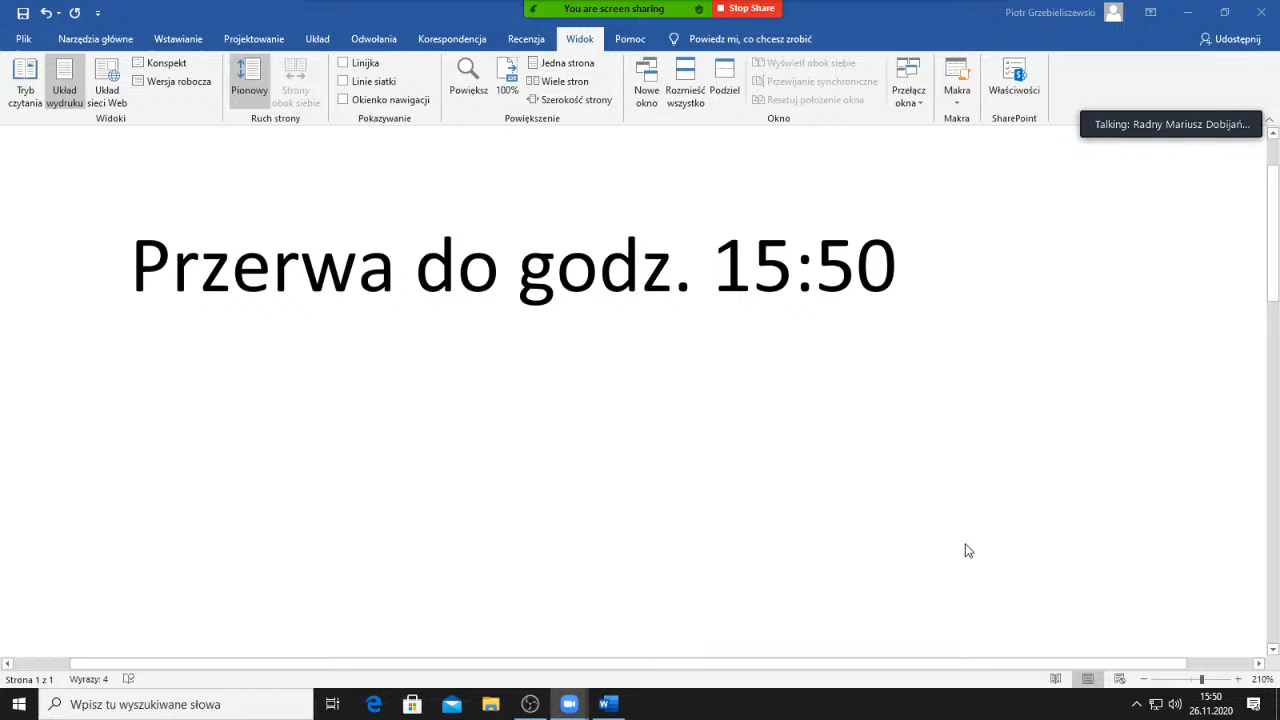 You are screen sharing
Stop Share
Piotr Grzebieliszewski
Plik
Narzędzia główne
Wstawianie
Projektowanie
Układ
Odwołania
Korespondencja
Recenzja
Widok
Pomoc
Powiedz mi, co chcesz zrobić
Udostępnij
Tryb czytania
Układ wydruku
Układ sieci Web
Konspekt
Wersja robocza
Widoki
Pionowy
Strony obok siebie
Ruch strony
Linijka
Linie siatki
Okienko nawigacji
Pokazywanie
Powiększ
100%
Jedna strona
Wiele stron
Szerokość strony
Powiększenie
Nowe okno
Rozmieść wszystko
Podziel
Wyświetl obok siebie
Przewijanie synchroniczne
Resetuj położenie okna
Przełącz okna
Okno
Makra
Makra
Właściwości
SharePoint
Talking: Radny Mariusz Dobijań...
Przerwa do godz. 15:50
Strona 1 z 1
Wyrazy: 4
210%
Wpisz tu wyszukiwane słowa
15:50
26.11.2020